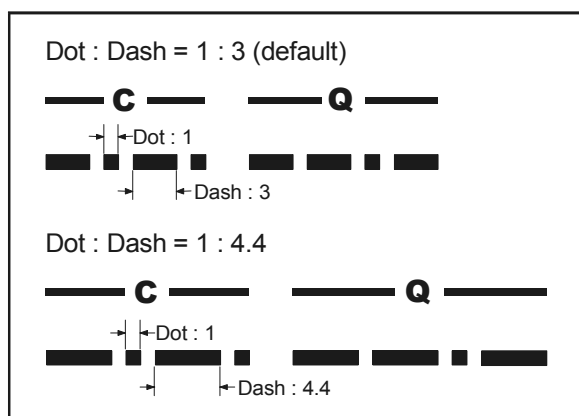 Dot : Dash = 1 : 3 (default)
C Q
Dot : 1
Dash : 3
Dot : Dash = 1 : 4.4
C Q
Dot : 1
Dash : 4.4